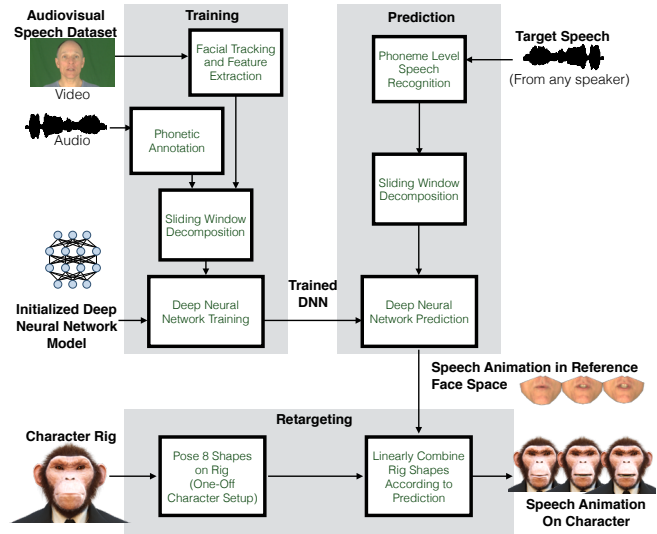 Audiovisual
Speech Dataset
Video
Audio
Initialized Deep
Neural Network
Model
Training
Facial Tracking
and Feature
Extraction
Phonetic
Annotation
Sliding Window
Decomposition
Deep Neural
Network Training
Trained
DNN
Prediction
Phoneme Level
Speech
Recognition
Sliding Window
Decomposition
Deep Neural
Network Prediction
Target Speech
(From any speaker)
Speech Animation in Reference
Face Space
Retargeting
Character Rig
Pose 8 Shapes
on Rig
(One-Off
Character Setup)
Linearly Combine
Rig Shapes
According to
Prediction
Speech Animation
On Character